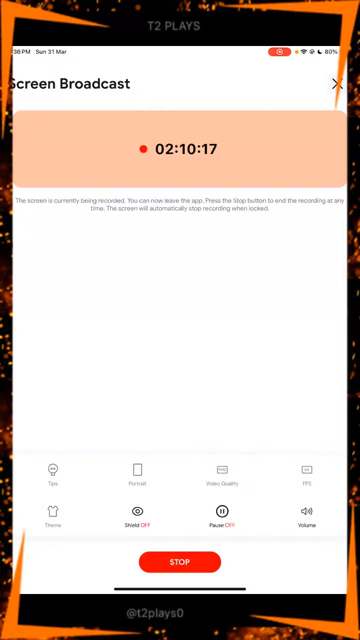 T2 PLAYS
:36 PM Sun 31 Mar
80%
Screen Broadcast
02:10:17
The screen is currently being recorded. You can now leave the app. Press the Stop button to end the recording at any
time. The screen will automatically stop recording when locked.
Tips Portrait Video Quality FPS
Theme Shield OFF Pause OFF Volume
STOP
@t2plays0